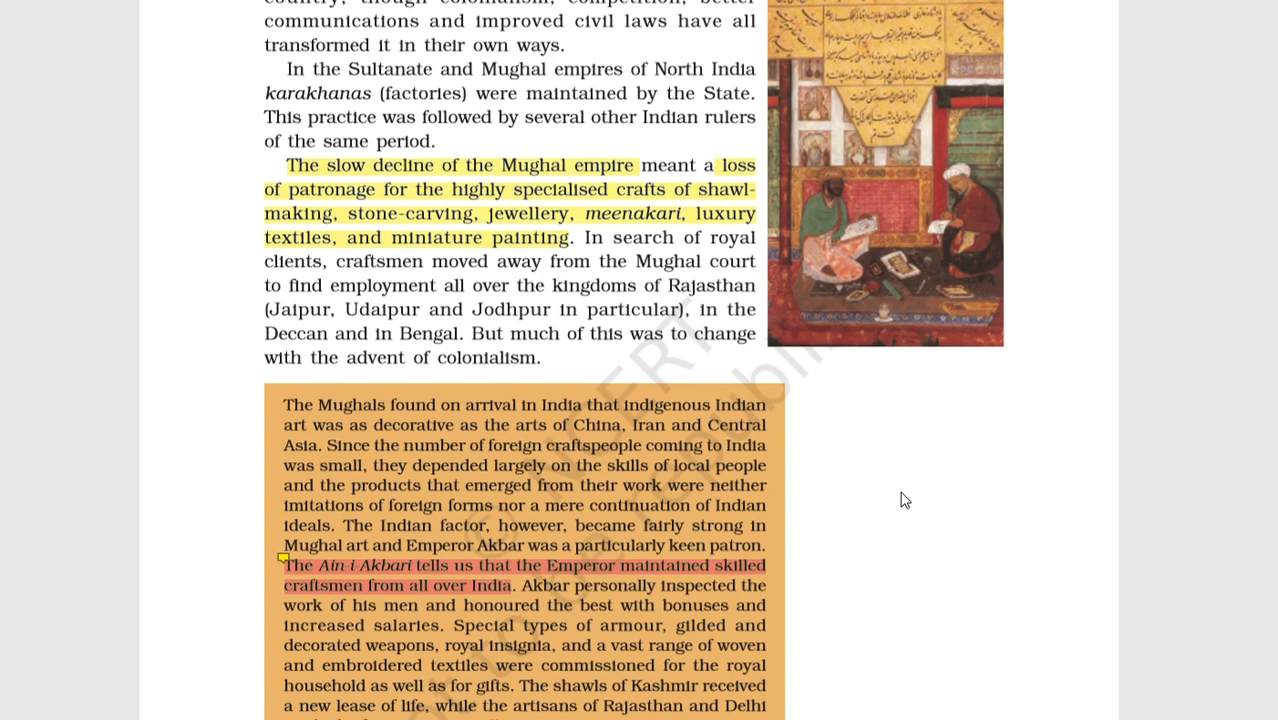 communications and improved civil laws have all
transformed it in their own ways.
In the Sultanate and Mughal empires of North India
karakhanas (factories) were maintained by the State.
This practice was followed by several other Indian rulers
of the same period.
The slow decline of the Mughal empire meant a loss
of patronage for the highly specialised crafts of shawl-
making, stone-carving, jewellery, meenakari, luxury
textiles, and miniature painting. In search of royal
clients, craftsmen moved away from the Mughal court
to find employment all over the kingdoms of Rajasthan
(Jaipur, Udaipur and Jodhpur in particular), in the
Deccan and in Bengal. But much of this was to change
with the advent of colonialism.
The Mughals found on arrival in India that indigenous Indian
art was as decorative as the arts of China, Iran and Central
Asia. Since the number of foreign craftspeople coming to India
was small, they depended largely on the skills of local people
and the products that emerged from their work were neither
imitations of foreign forms nor a mere continuation of Indian
ideals. The Indian factor, however, became fairly strong in
Mughal art and Emperor Akbar was a particularly keen patron.
The Ain-i-Akbari tells us that the Emperor maintained skilled
craftsmen from all over India. Akbar personally inspected the
work of his men and honoured the best with bonuses and
increased salaries. Special types of armour, gilded and
decorated weapons, royal insignia, and a vast range of woven
and embroidered textiles were commissioned for the royal
household as well as for gifts. The shawls of Kashmir received
a new lease of life, while the artisans of Rajasthan and Delhi
© NCERT